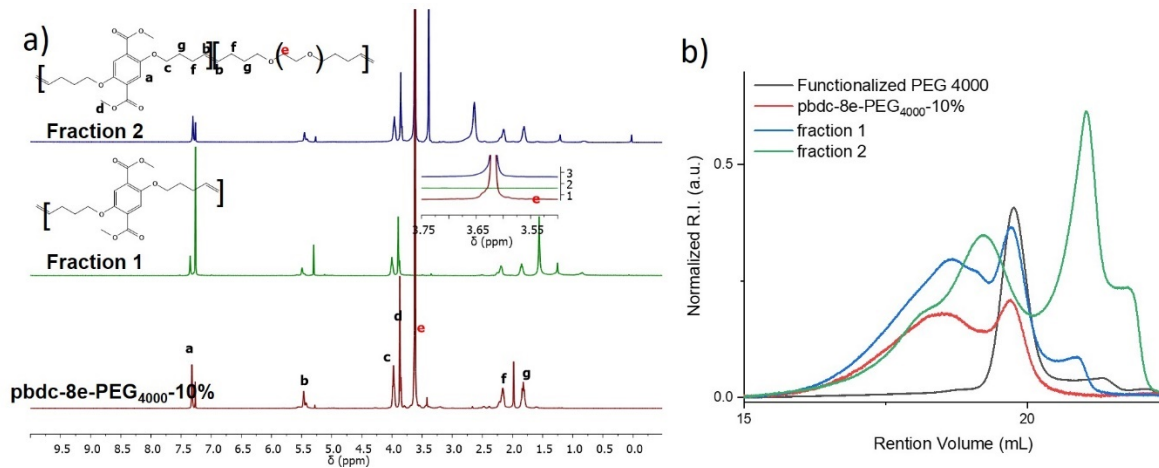 a)
g
b
f
e
O
O
O
O
c
f
b
g
O
O
O
a
d
O
O
Fraction 2
O
O
O
O
O
O
Fraction 1
3
2
1
e
3.75
3.65
3.55
δ (ppm)
d
e
a
c
b
f
g
pbdc-8e-PEG4000-10%
9.5 9.0 8.5 8.0 7.5 7.0 6.5 6.0 5.5 5.0 4.5 4.0 3.5 3.0 2.5 2.0 1.5 1.0 0.5 0.0
δ (ppm)
b)
Functionalized PEG 4000
pbdc-8e-PEG4000-10%
fraction 1
fraction 2
Normalized R.I. (a.u.)
0.5
0.0
15
20
Rention Volume (mL)